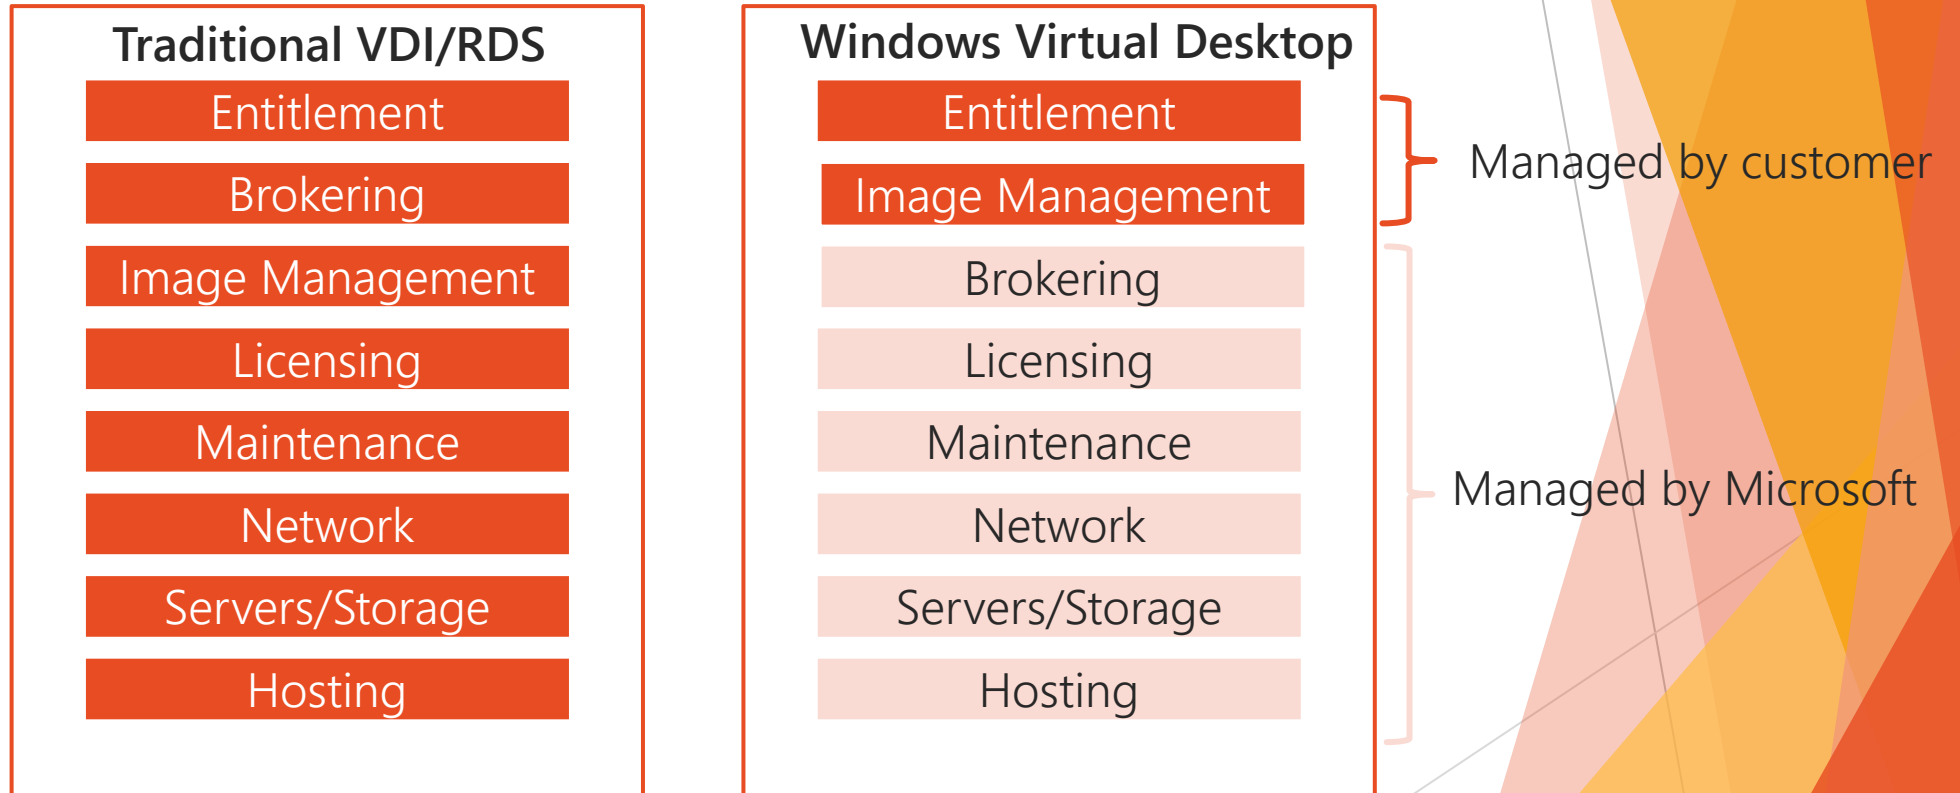 Traditional VDI/RDS
Entitlement
Brokering
Image Management
Licensing
Maintenance
Network
Servers/Storage
Hosting
Windows Virtual Desktop
Entitlement
Image Management
Brokering
Licensing
Maintenance
Network
Servers/Storage
Hosting
Managed by customer
Managed by Microsoft